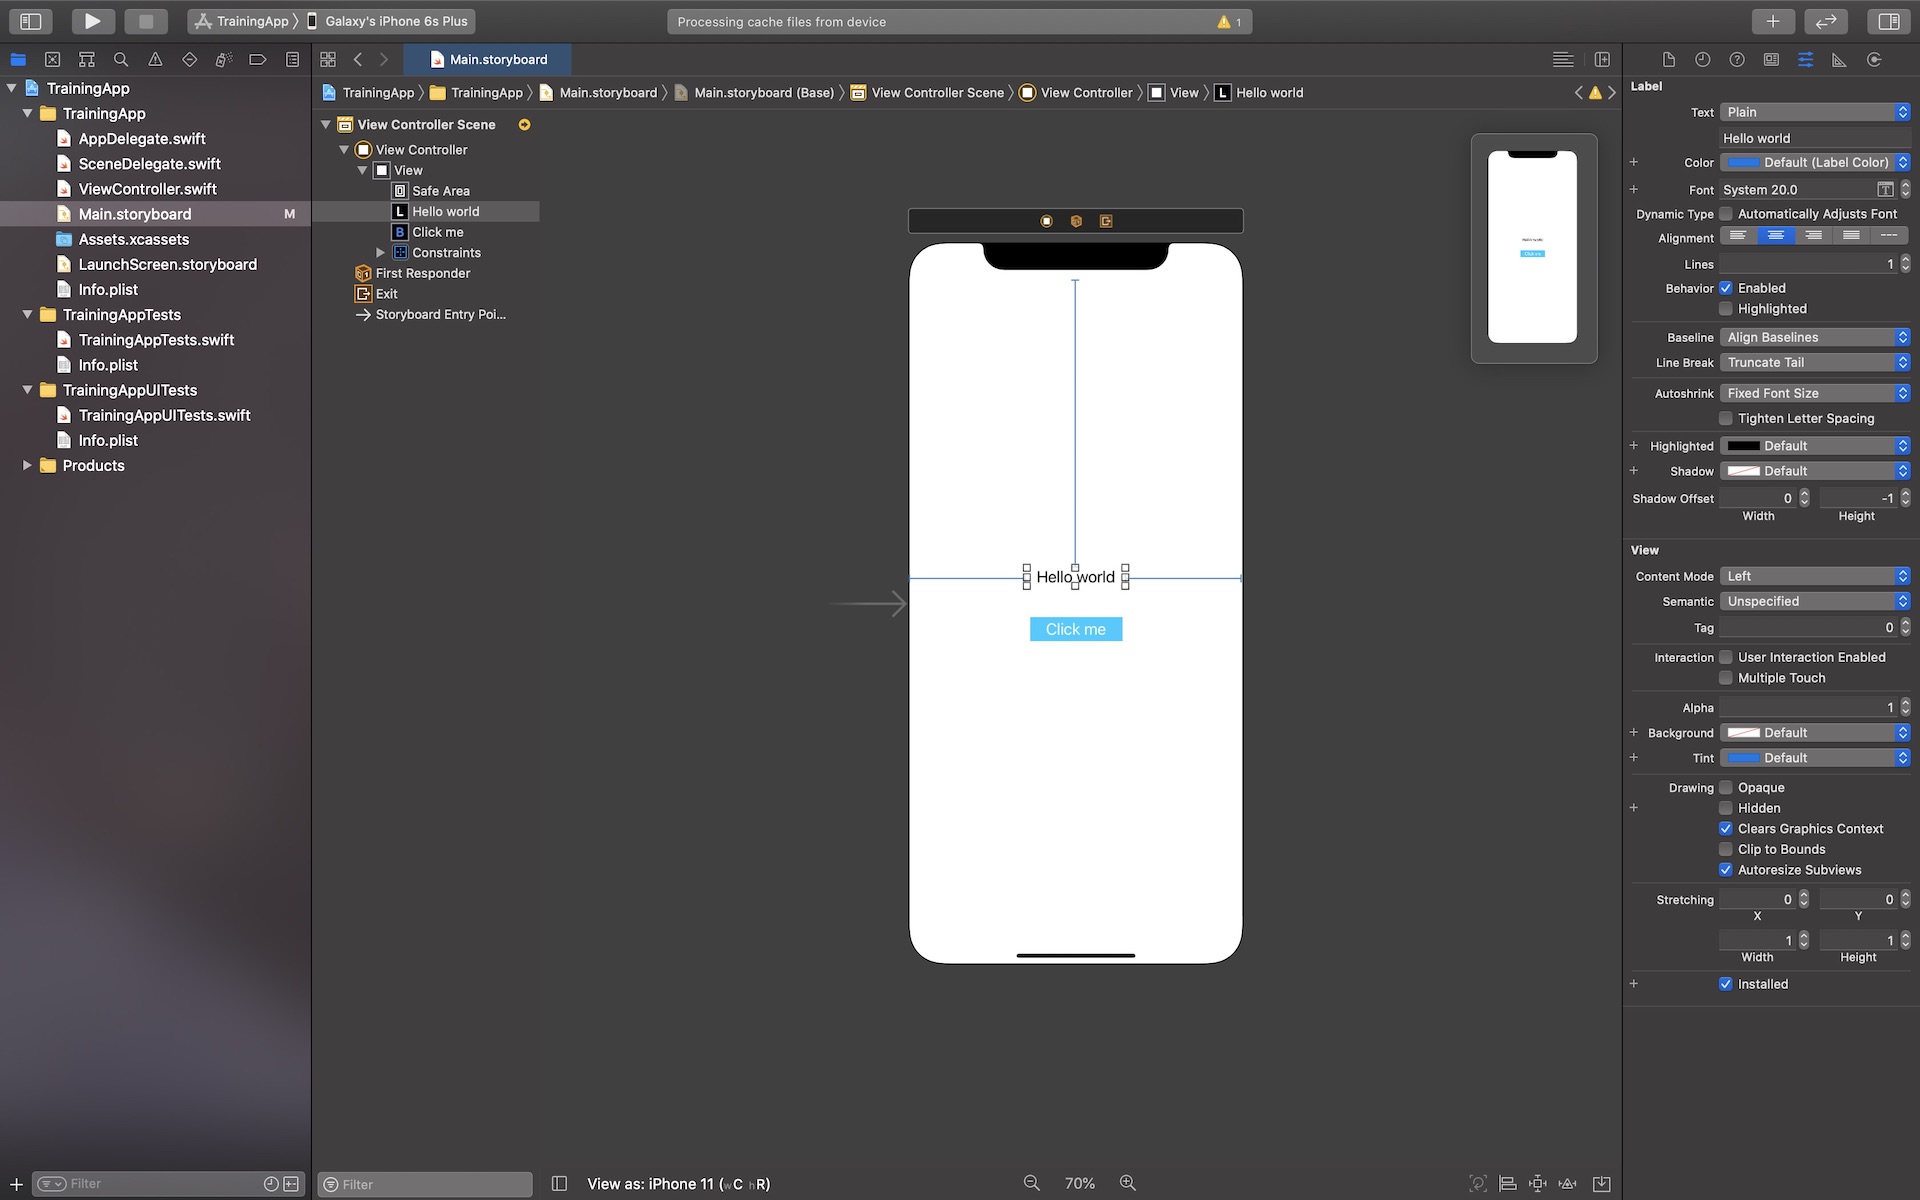 TrainingApp
Galaxy's iPhone 6s Plus
Processing cache files from device
1
Main.storyboard
TrainingApp
TrainingApp
AppDelegate.swift
SceneDelegate.swift
ViewController.swift
Main.storyboard
M
Assets.xcassets
LaunchScreen.storyboard
Info.plist
TrainingAppTests
TrainingAppTests.swift
Info.plist
TrainingAppUITests
TrainingAppUITests.swift
Info.plist
Products
Filter
TrainingApp
TrainingApp
Main.storyboard
Main.storyboard (Base)
View Controller Scene
View Controller
View
L Hello world
View Controller Scene
View Controller
View
Safe Area
L Hello world
B Click me
Constraints
First Responder
Exit
Storyboard Entry Poi...
Filter
Hello world
Click me
Hello world
Click me
View as: iPhone 11 (wC hR)
70%
Label
Text Plain
Hello world
+ Color Default (Label Color)
+ Font System 20.0 T
Dynamic Type Automatically Adjusts Font
Alignment
Lines 1
Behavior Enabled
Highlighted
Baseline Align Baselines
Line Break Truncate Tail
Autoshrink Fixed Font Size
Tighten Letter Spacing
+ Highlighted Default
+ Shadow Default
Shadow Offset 0 -1
Width Height
View
Content Mode Left
Semantic Unspecified
Tag 0
Interaction User Interaction Enabled
Multiple Touch
Alpha 1
+ Background Default
+ Tint Default
Drawing Opaque
+ Hidden
Clears Graphics Context
Clip to Bounds
Autoresize Subviews
Stretching 0 0
X Y
1 1
Width Height
+ Installed